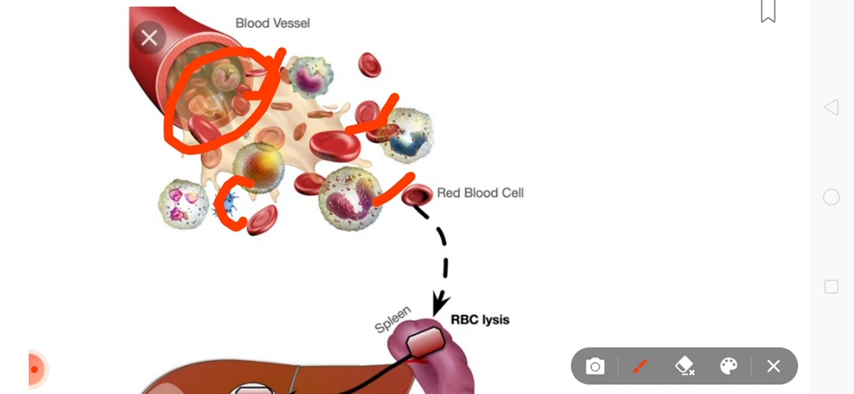 Blood Vessel
Red Blood Cell
Spleen
RBC lysis